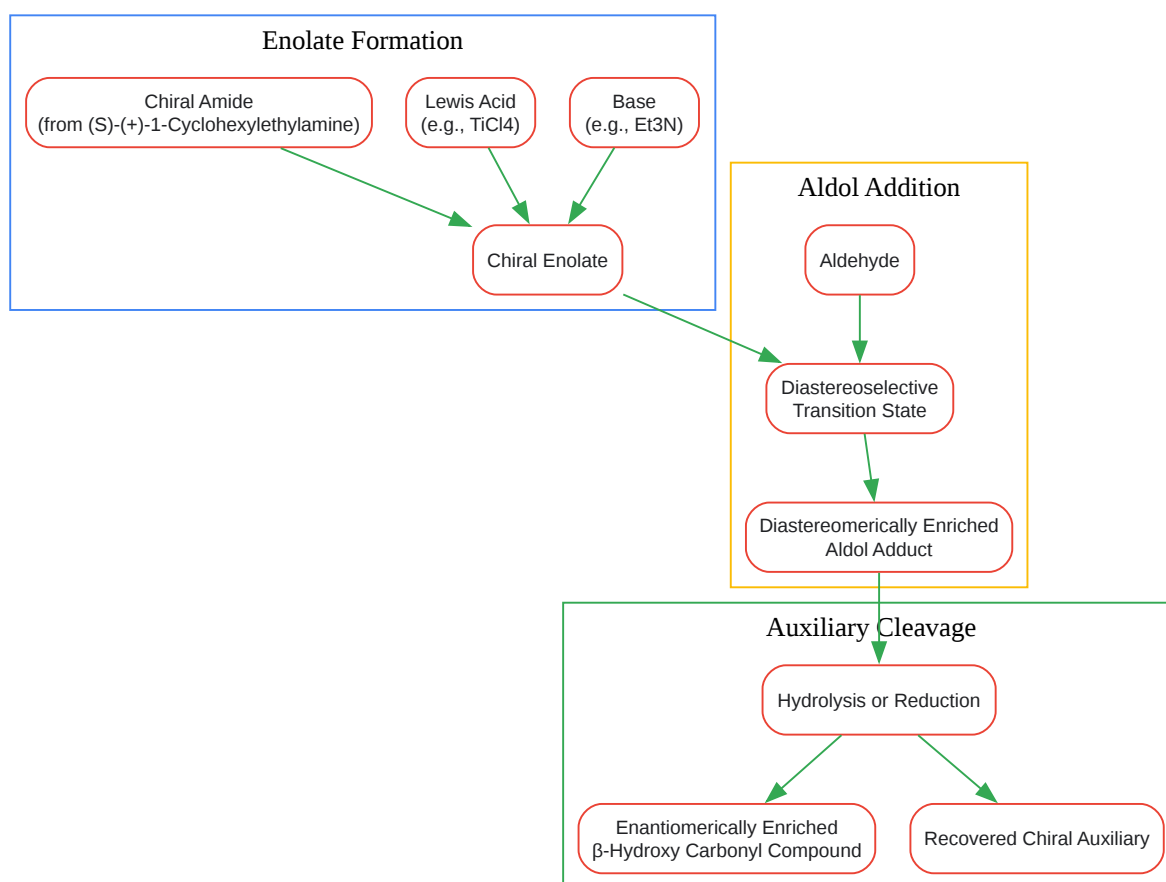 Enolate Formation
Chiral Amide
(from (S)-(+)-1-Cyclohexylethylamine)
Lewis Acid
(e.g., TiCl4)
Base
(e.g., Et3N)
Chiral Enolate
Aldol Addition
Aldehyde
Diastereoselective
Transition State
Diastereomerically Enriched
Aldol Adduct
Auxiliary Cleavage
Hydrolysis or Reduction
Enantiomerically Enriched
β-Hydroxy Carbonyl Compound
Recovered Chiral Auxiliary